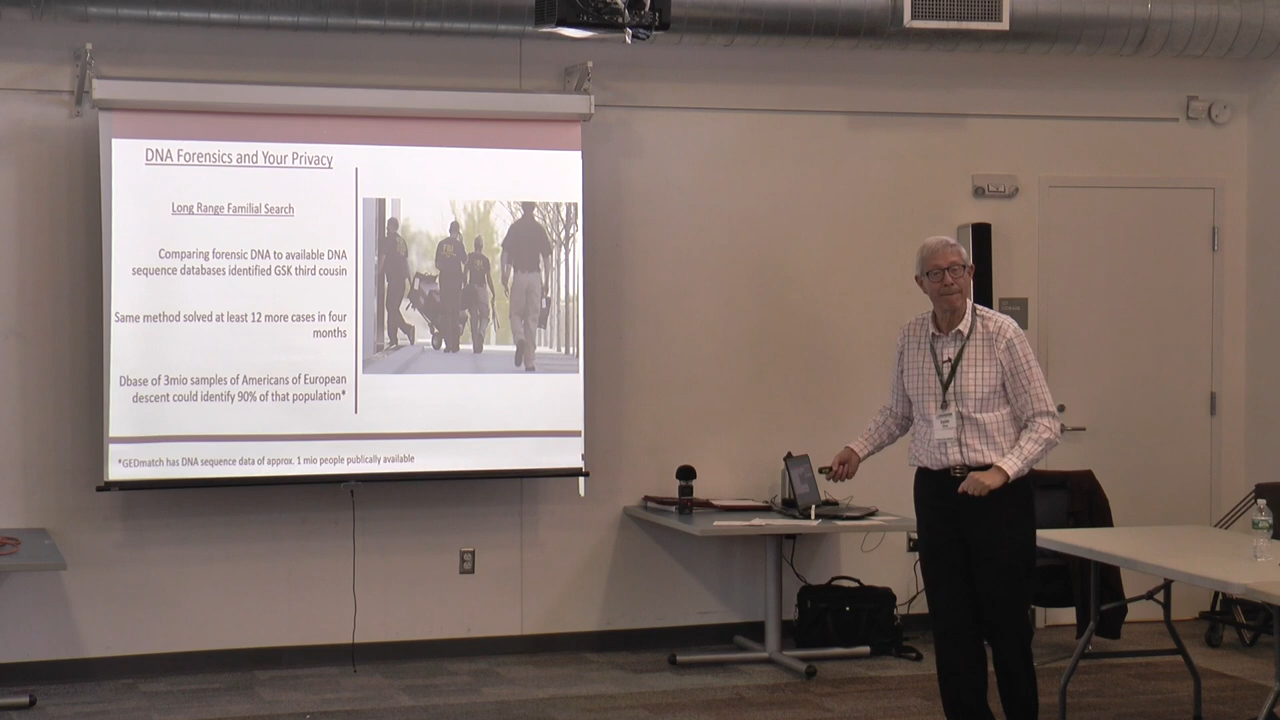 DNA Forensics and Your Privacy
Long Range Familial Search
Comparing forensic DNA to available DNA
sequence databases identified GSK third cousin
Same method solved at least 12 more cases in four
months
Dbase of 3mio samples of Americans of European
descent could identify 90% of that population*
*GEDmatch has DNA sequence data of approx. 1 mio people publically available
FBI